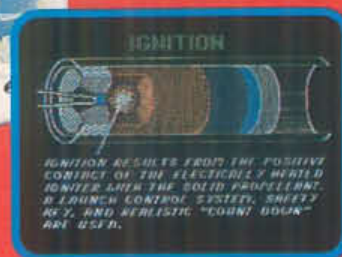 IGNITION
IGNITION RESULTS FROM THE POSITIVE
CONTACT OF THE ELECTICALLY HEATED
IGNITER WITH THE SOLID PROPELLANT.
A LAUNCH CONTROL SYSTEM, SAFETY
KEY, AND REALISTIC "COUNT DOWN"
ARE USED.